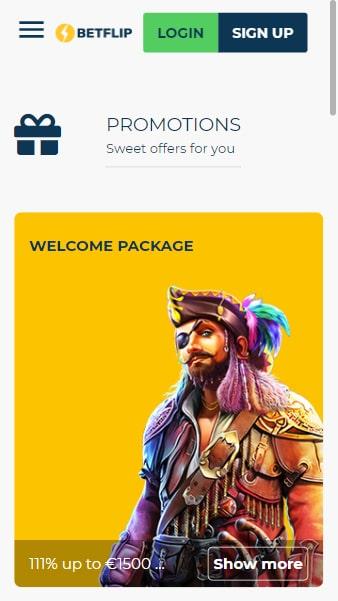 BETFLIP
LOGIN
SIGN UP
PROMOTIONS
Sweet offers for you
WELCOME PACKAGE
111% up to €1500 ...
Show more